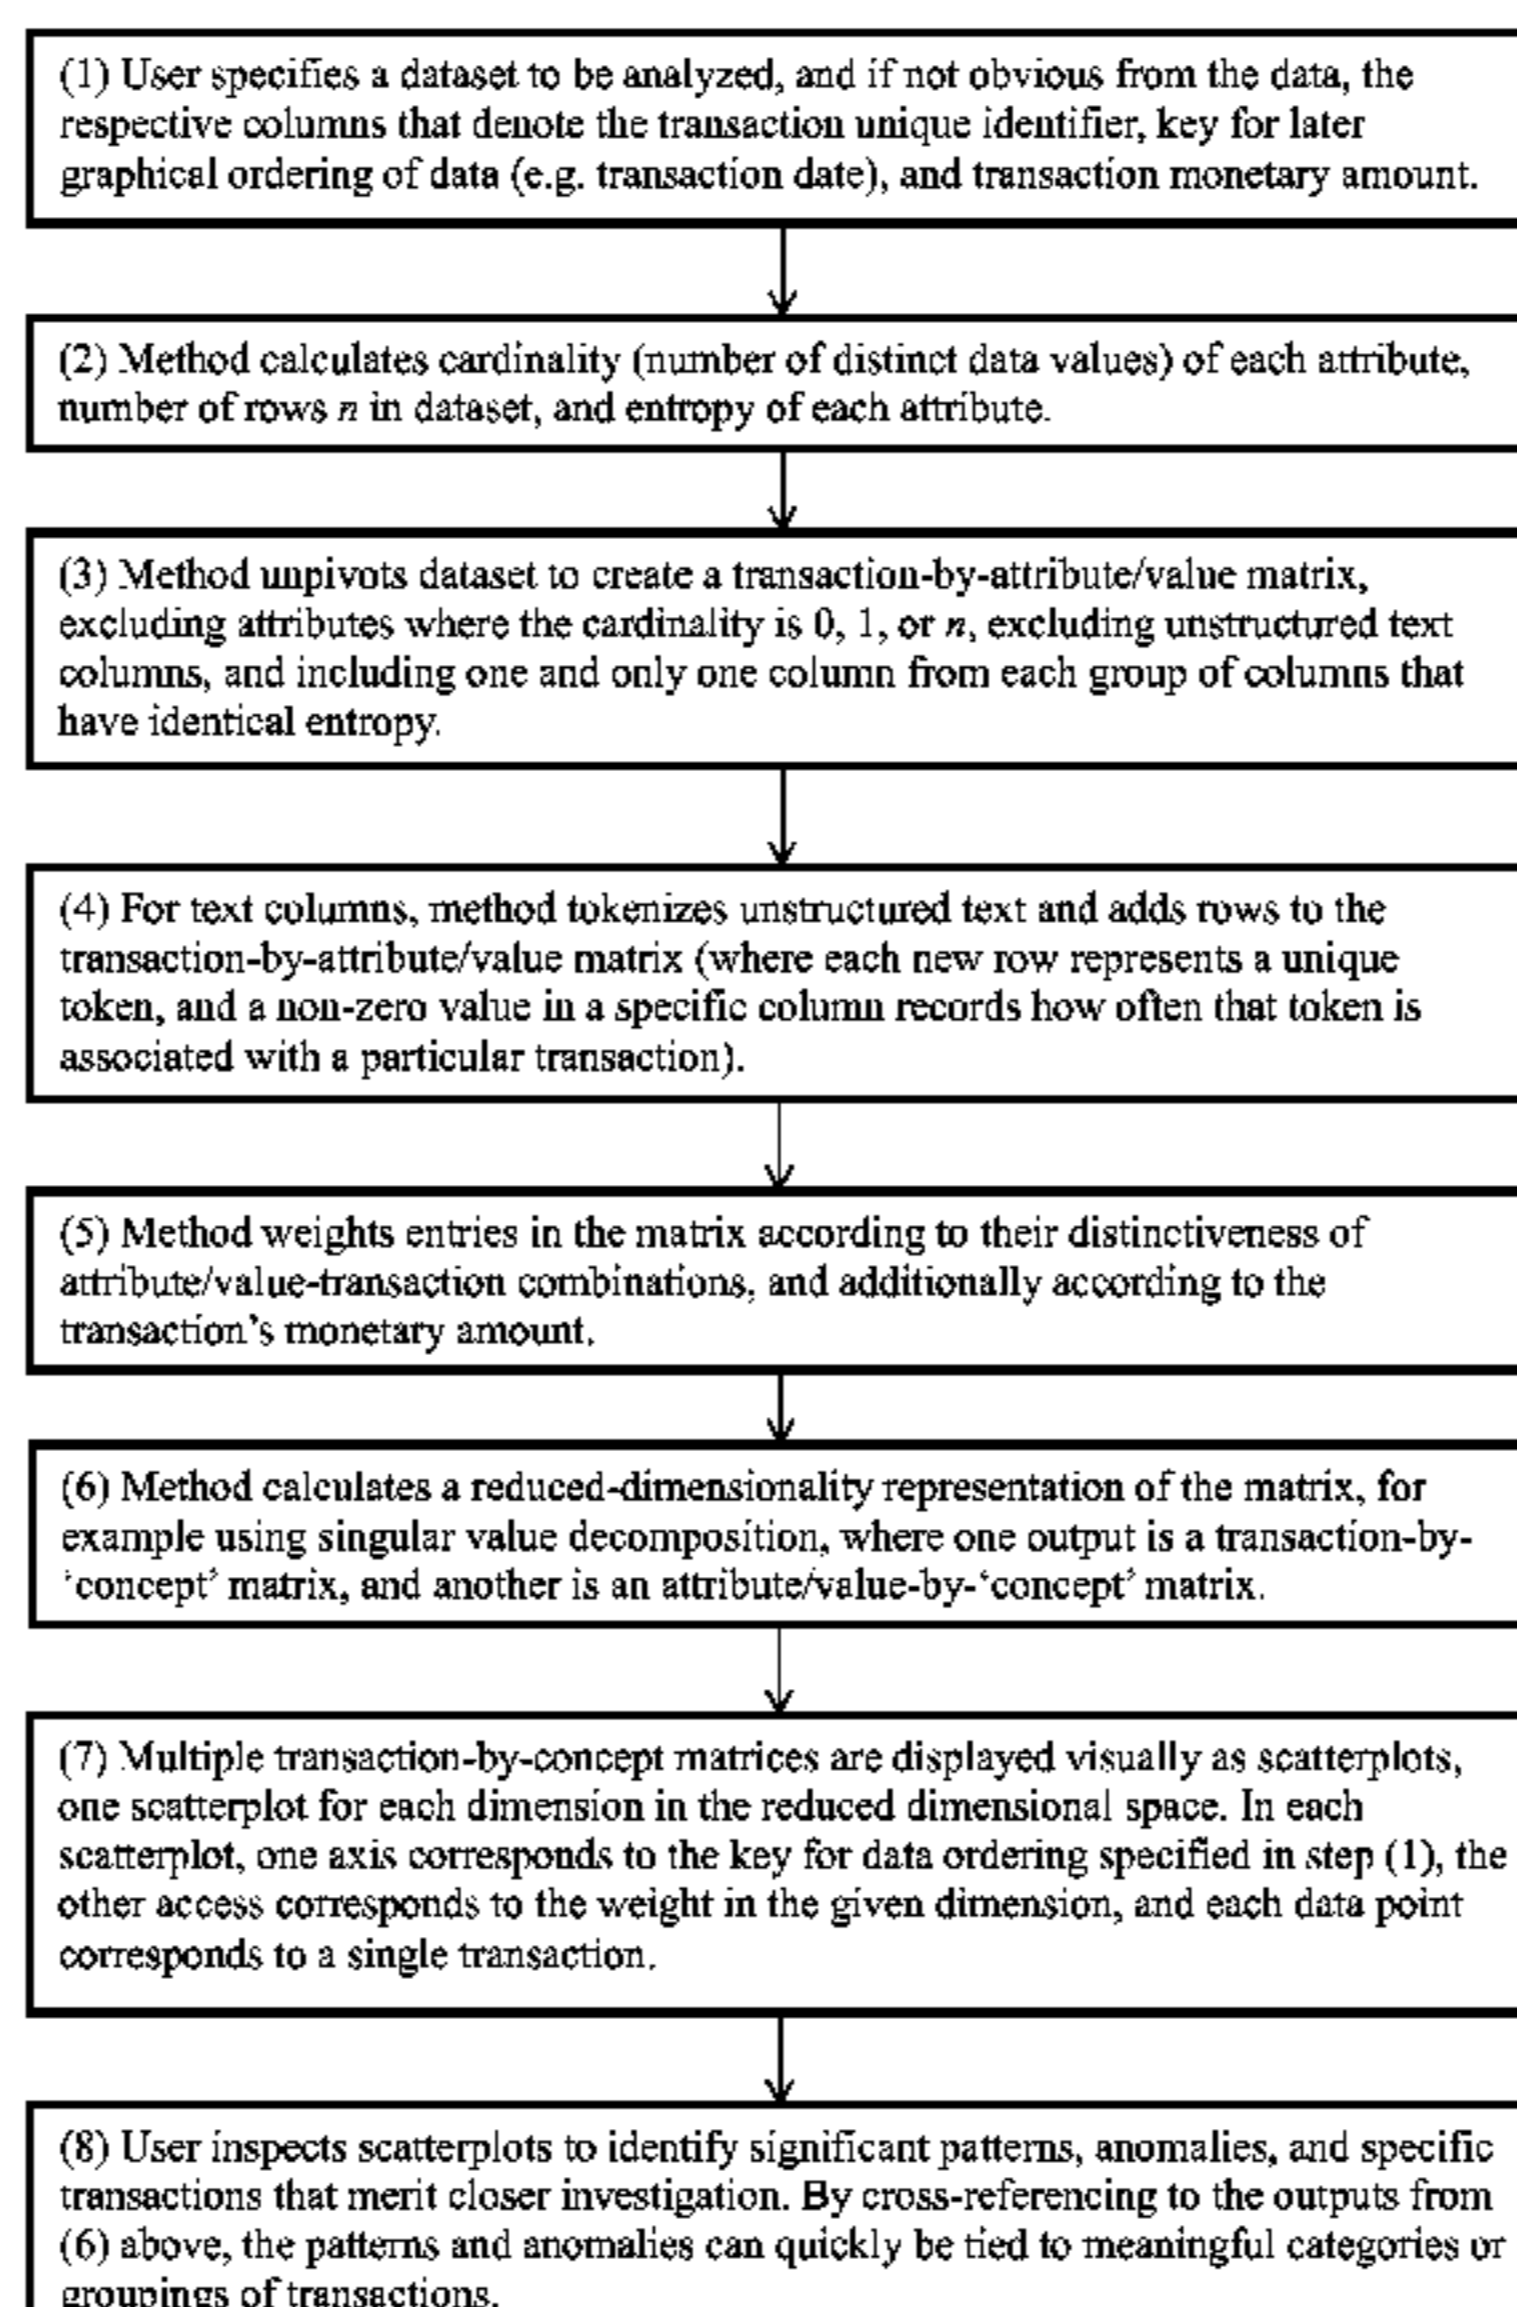 (1) User specifies a dataset to be analyzed, and if not obvious from the data, the
respective columns that denote the transaction unique identifier, key for later
graphical ordering of data (e.g. transaction date), and transaction monetary amount.
(2) Method calculates cardinality (number of distinct data values) of each attribute,
number of rows n in dataset, and entropy of each attribute.
(3) Method unpivots dataset to create a transaction-by-attribute/value matrix,
excluding attributes where the cardinality is 0, 1, or n, excluding unstructured text
columns, and including one and only one column from each group of columns that
have identical entropy.
(4) For text columns, method tokenizes unstructured text and adds rows to the
transaction-by-attribute/value matrix (where each new row represents a unique
token, and a non-zero value in a specific column records how often that token is
associated with a particular transaction).
(5) Method weights entries in the matrix according to their distinctiveness of
attribute/value-transaction combinations, and additionally according to the
transaction's monetary amount.
(6) Method calculates a reduced-dimensionality representation of the matrix, for
example using singular value decomposition, where one output is a transaction-by-
‘concept’ matrix, and another is an attribute/value-by-‘concept’ matrix.
(7) Multiple transaction-by-concept matrices are displayed visually as scatterplots,
one scatterplot for each dimension in the reduced dimensional space. In each
scatterplot, one axis corresponds to the key for data ordering specified in step (1), the
other access corresponds to the weight in the given dimension, and each data point
corresponds to a single transaction.
(8) User inspects scatterplots to identify significant patterns, anomalies, and specific
transactions that merit closer investigation. By cross-referencing to the outputs from
(6) above, the patterns and anomalies can quickly be tied to meaningful categories or
groupings of transactions.